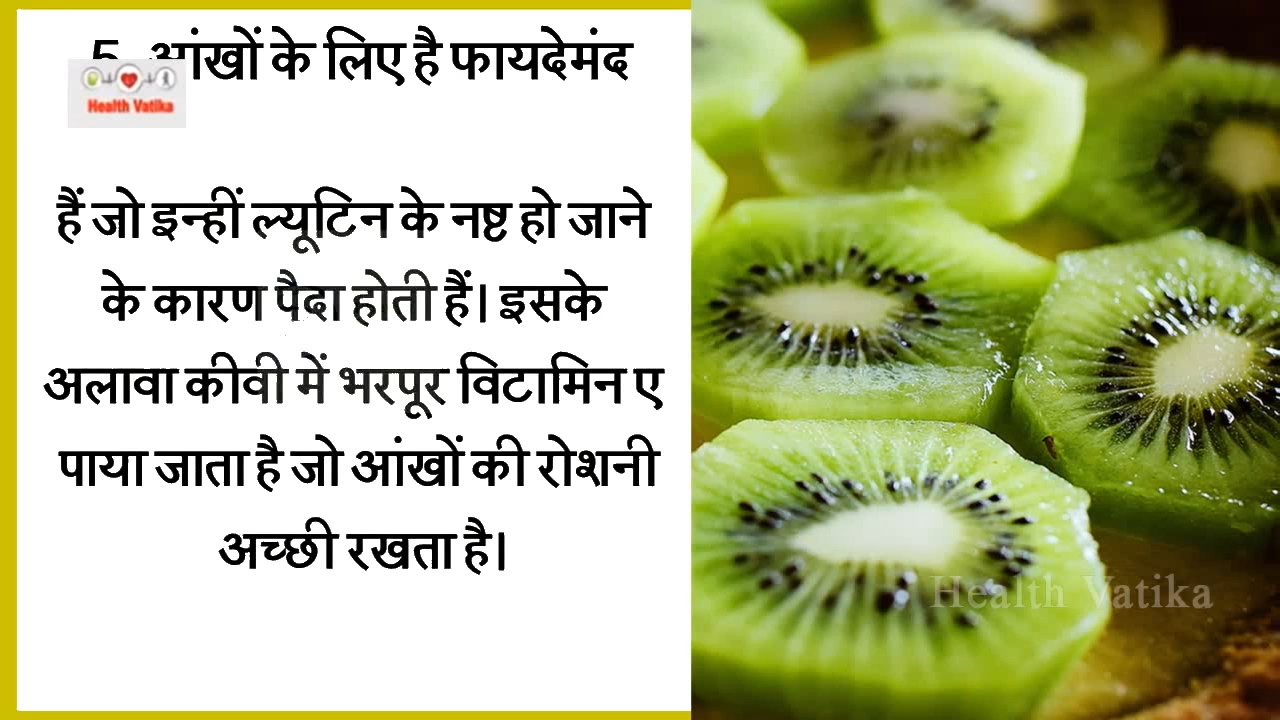 5. आंखों के लिए है फायदेमंद
Health Vatika
हैं जो इन्हीं ल्यूटिन के नष्ट हो जाने
के कारण पैदा होती हैं। इसके
अलावा कीवी में भरपूर विटामिन ए
पाया जाता है जो आंखों की रोशनी
अच्छी रखता है।
Health Vatika